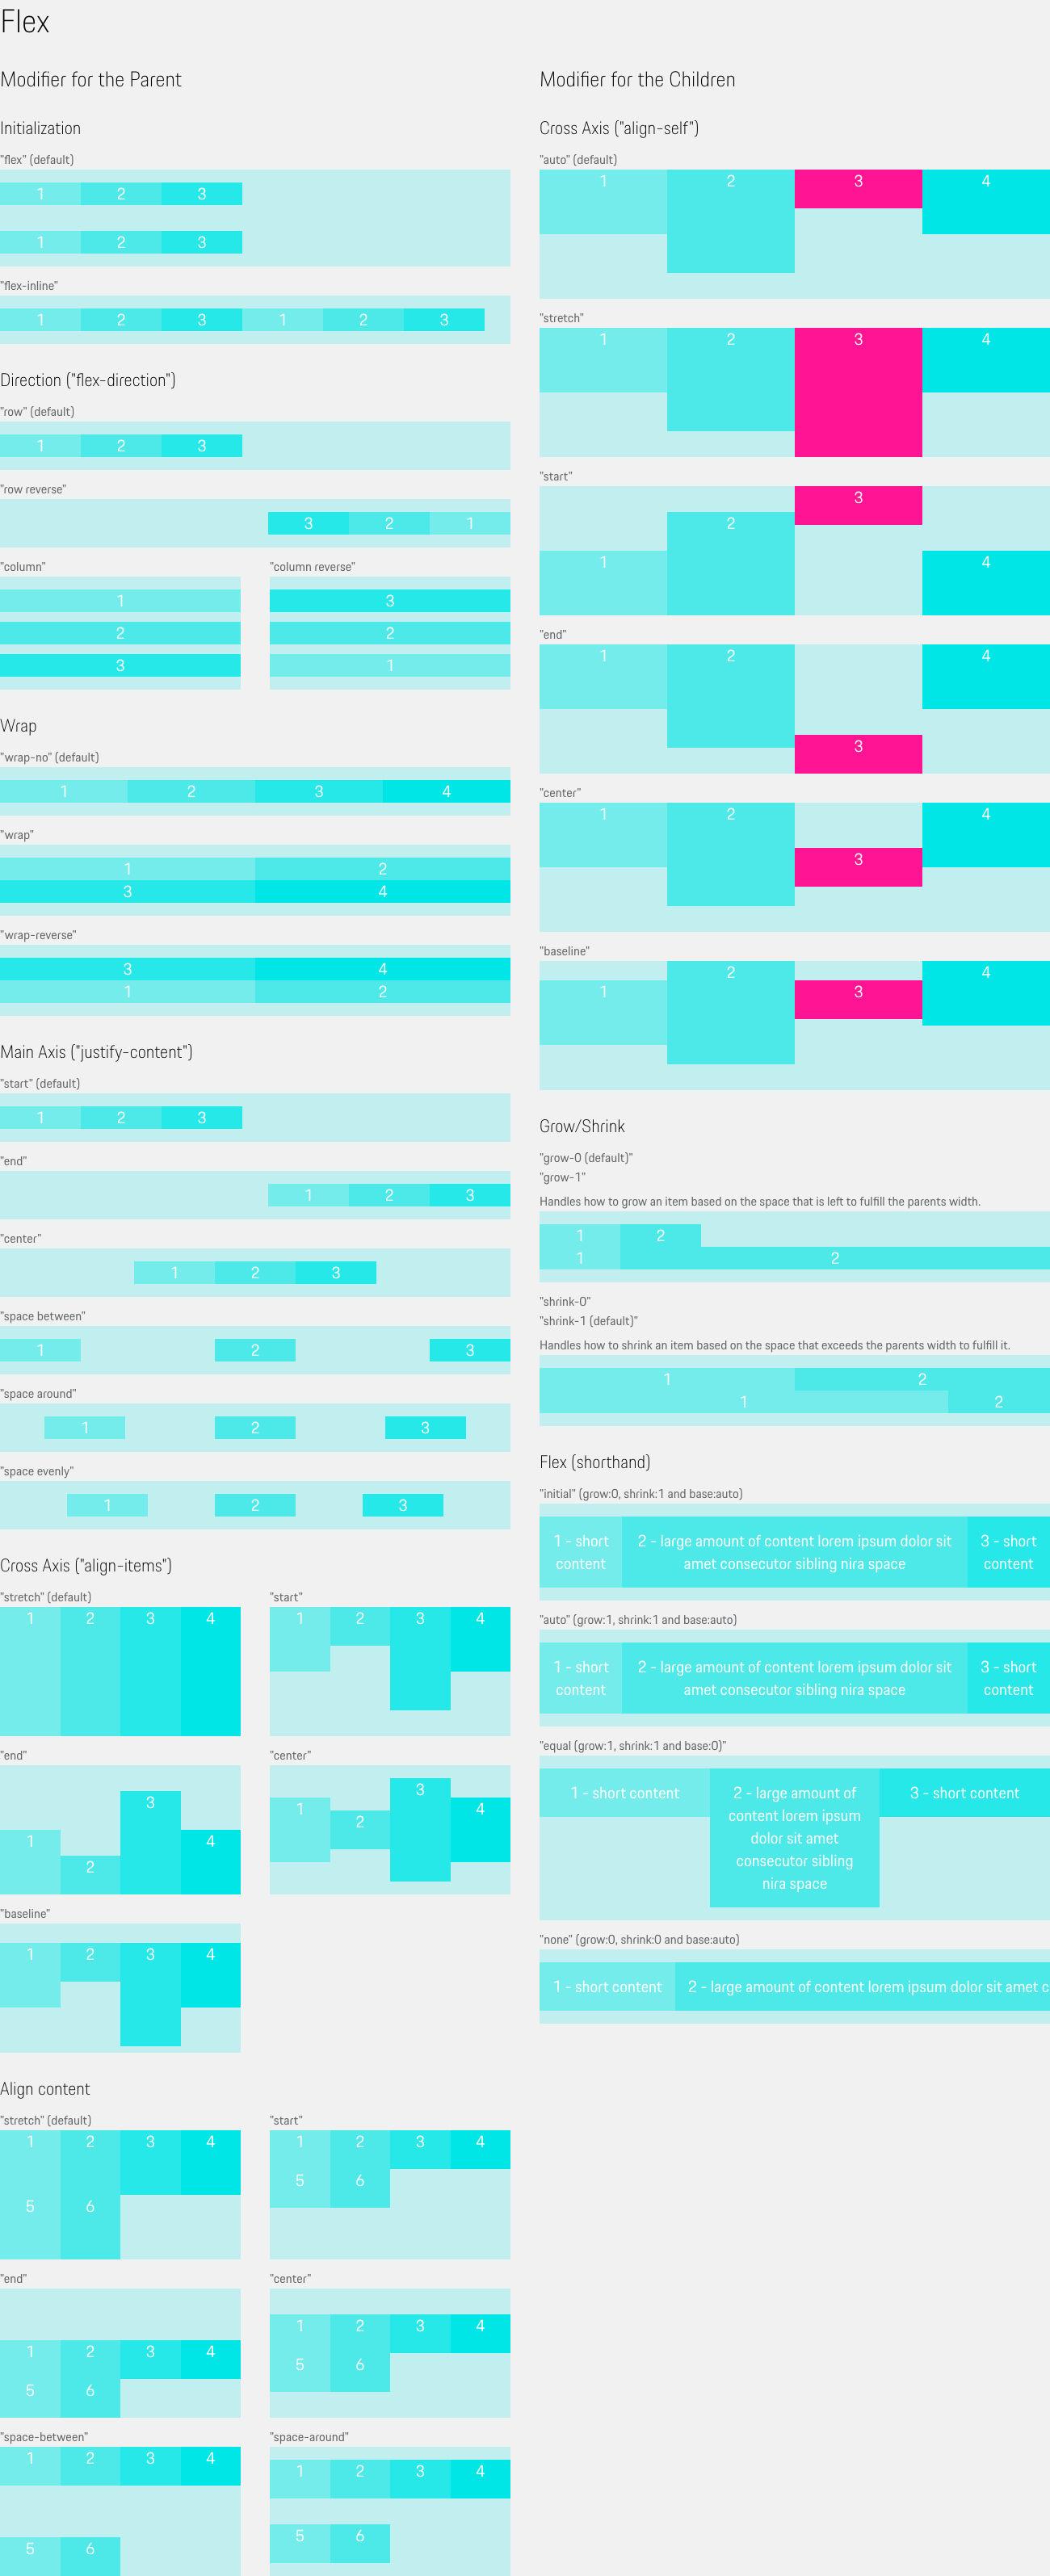 Flex
Modifier for the Parent
Initialization
"flex" (default)
1 2 3
1 2 3
"flex-inline"
1 2 3 1 2 3
Direction ("flex-direction")
"row" (default)
1 2 3
"row reverse"
3 2 1
"column"
1
2
3
"column reverse"
3
2
1
Wrap
"wrap-no" (default)
1 2 3 4
"wrap"
1 2
3 4
"wrap-reverse"
3 4
1 2
Main Axis ("justify-content")
"start" (default)
1 2 3
"end"
1 2 3
"center"
1 2 3
"space between"
1 2 3
"space around"
1 2 3
"space evenly"
1 2 3
Cross Axis ("align-items")
"stretch" (default)
1 2 3 4
"start"
1 2 3 4
"end"
1 2 3 4
"center"
1 2 3 4
"baseline"
1 2 3 4
Align content
"stretch" (default)
1 2 3 4
5 6
"start"
1 2 3 4
5 6
"end"
1 2 3 4
5 6
"center"
1 2 3 4
5 6
"space-between"
1 2 3 4
5 6
"space-around"
1 2 3 4
5 6
Modifier for the Children
Cross Axis ("align-self")
"auto" (default)
1 2 3 4
"stretch"
1 2 3 4
"start"
1 2 3 4
"end"
1 2 3 4
"center"
1 2 3 4
"baseline"
1 2 3 4
Grow/Shrink
"grow-0 (default)"
"grow-1"
Handles how to grow an item based on the space that is left to fulfill the parents width.
1 2
1 2
"shrink-0"
"shrink-1 (default)"
Handles how to shrink an item based on the space that exceeds the parents width to fulfill it.
1 2
1 2
Flex (shorthand)
"initial" (grow:0, shrink:1 and base:auto)
1 - short
content
2 - large amount of content lorem ipsum dolor sit
amet consecutor sibling nira space
3 - short
content
"auto" (grow:1, shrink:1 and base:auto)
1 - short
content
2 - large amount of content lorem ipsum dolor sit
amet consecutor sibling nira space
3 - short
content
"equal (grow:1, shrink:1 and base:0)"
1 - short content
2 - large amount of
content lorem ipsum
dolor sit amet
consecutor sibling
nira space
3 - short content
"none" (grow:0, shrink:0 and base:auto)
1 - short content
2 - large amount of content lorem ipsum dolor sit amet c